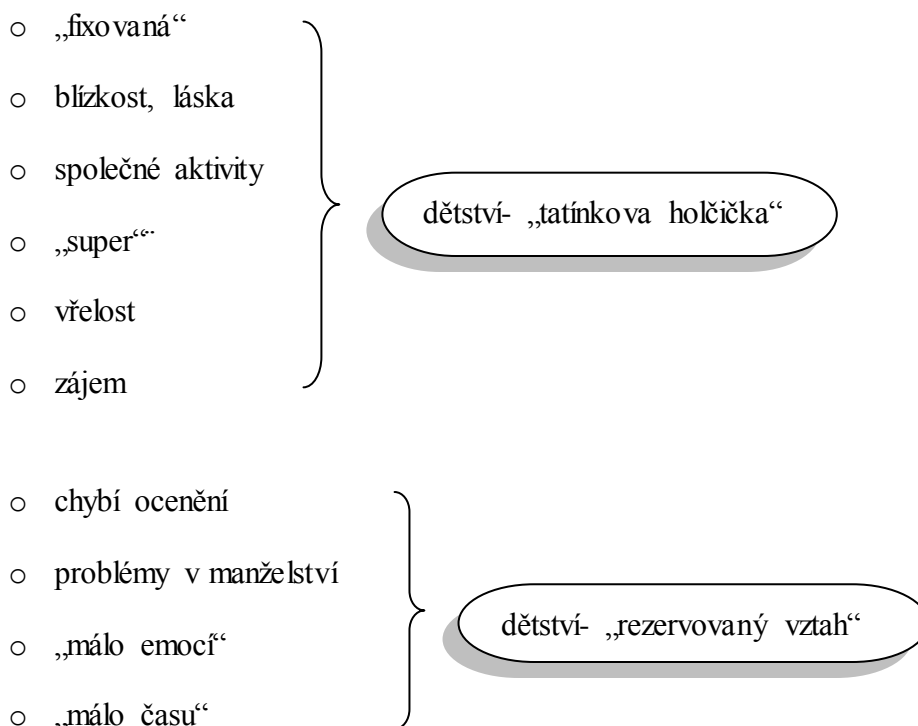 o „fixovaná“
o blízkost, láska
o společné aktivity
dětství- „tatínkova holčička“
o „super“¨
o vřelost
o zájem
o chybí ocenění
o problémy v manželství
dětství- „rezervovaný vztah“
o „málo emocí“
o „málo času“